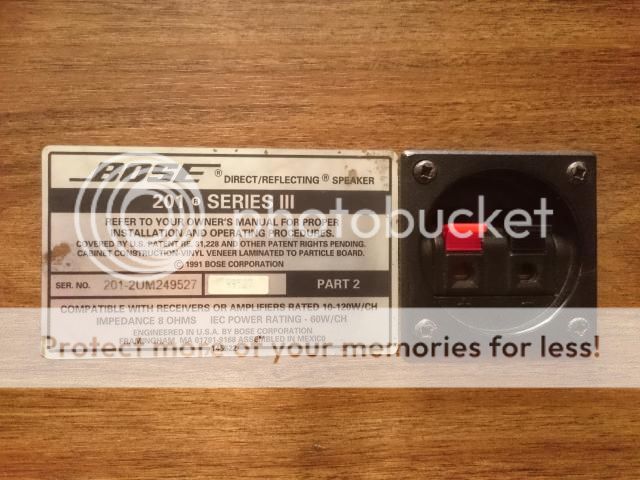 BOSE® DIRECT/REFLECTING® SPEAKER
201® SERIES III
REFER TO YOUR OWNER'S MANUAL FOR PROPER
INSTALLATION AND OPERATING PROCEDURES.
COVERED BY U.S. PATENT RE. 31,228 AND OTHER PATENT RIGHTS PENDING.
CABINET CONSTRUCTION-VINYL VENEER LAMINATED TO PARTICLE BOARD.
© 1991 BOSE CORPORATION
SER. NO. 201-2UM249527 PART 2
COMPATIBLE WITH RECEIVERS OR AMPLIFIERS RATED 10-120W/CH
IMPEDANCE 8 OHMS IEC POWER RATING - 60W/CH
ENGINEERED IN U.S.A. BY BOSE CORPORATION
FRAMINGHAM, MA 01701-9168 ASSEMBLED IN MEXICO
photobucket
Protect more of your memories for less!